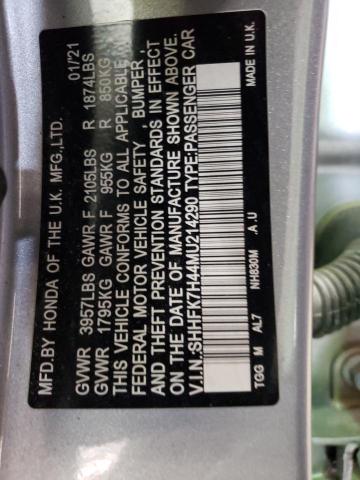 MFD.BY HONDA OF THE U.K. MFG.,LTD. 01/21
GVWR 3957LBS GAWR F 2105LBS R 1874LBS
GVWR 1795KG GAWR F 955KG R 850KG
THIS VEHICLE CONFORMS TO ALL APPLICABLE
FEDERAL MOTOR VEHICLE SAFETY , BUMPER ,
AND THEFT PREVENTION STANDARDS IN EFFECT
ON THE DATE OF MANUFACTURE SHOWN ABOVE.
V.I.N.:SHHFK7H44MU214290 TYPE:PASSENGER CAR
TGG M AL7 NH830M .A.U MADE IN U.K.